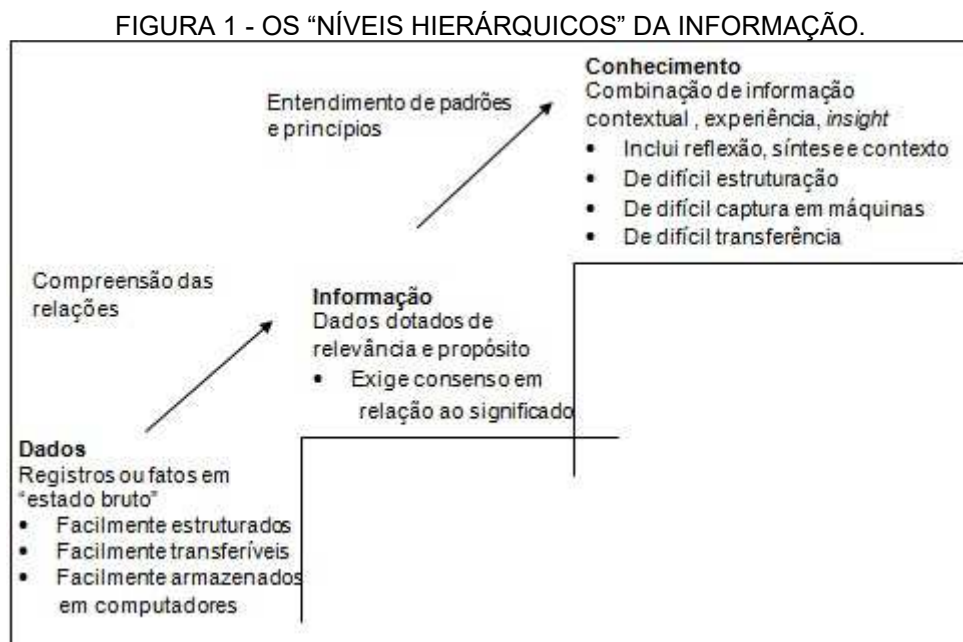 FIGURA 1 - OS “NÍVEIS HIERÁRQUICOS” DA INFORMAÇÃO.
Conhecimento
Combinação de informação
contextual , experiência, insight
• Inclui reflexão, síntese e contexto
• De difícil estruturação
• De difícil captura em máquinas
• De difícil transferência
Entendimento de padrões
e princípios
Compreensão das
relações
Informação
Dados dotados de
relevância e propósito
• Exige consenso em
relação ao significado
Dados
Registros ou fatos em
“estado bruto”
• Facilmente estruturados
• Facilmente transferíveis
• Facilmente armazenados
em computadores